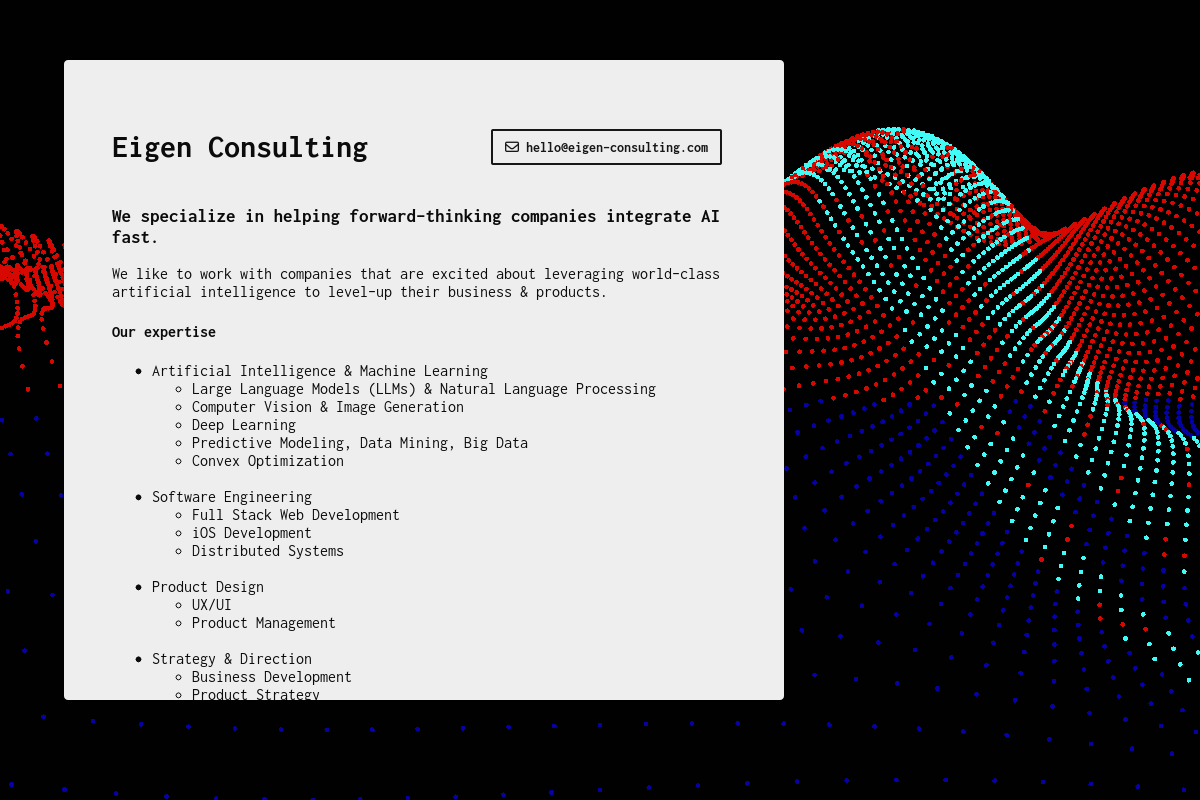 Eigen Consulting
hello@eigen-consulting.com
We specialize in helping forward-thinking companies integrate AI
fast.
We like to work with companies that are excited about leveraging world-class
artificial intelligence to level-up their business & products.
Our expertise
Artificial Intelligence & Machine Learning
Large Language Models (LLMs) & Natural Language Processing
Computer Vision & Image Generation
Deep Learning
Predictive Modeling, Data Mining, Big Data
Convex Optimization
Software Engineering
Full Stack Web Development
iOS Development
Distributed Systems
Product Design
UX/UI
Product Management
Strategy & Direction
Business Development
Product Strategy